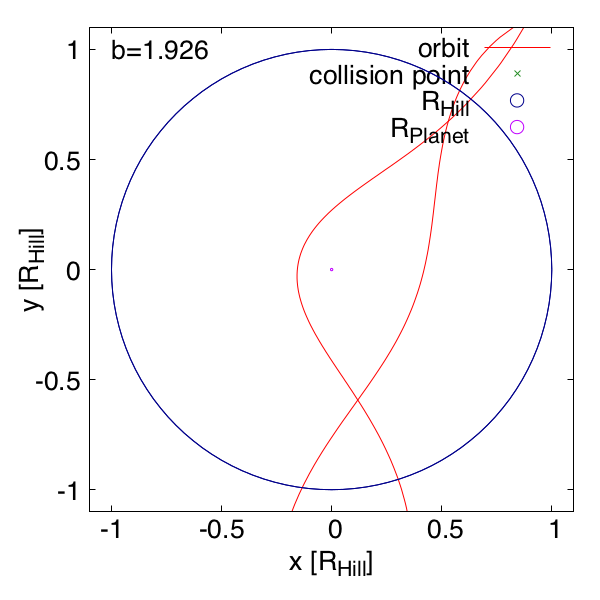 b=1.926
orbit
collision point
R_Hill
R_Planet
1
0.5
0
-0.5
-1
y [R_Hill]
-1 -0.5 0 0.5 1
x [R_Hill]